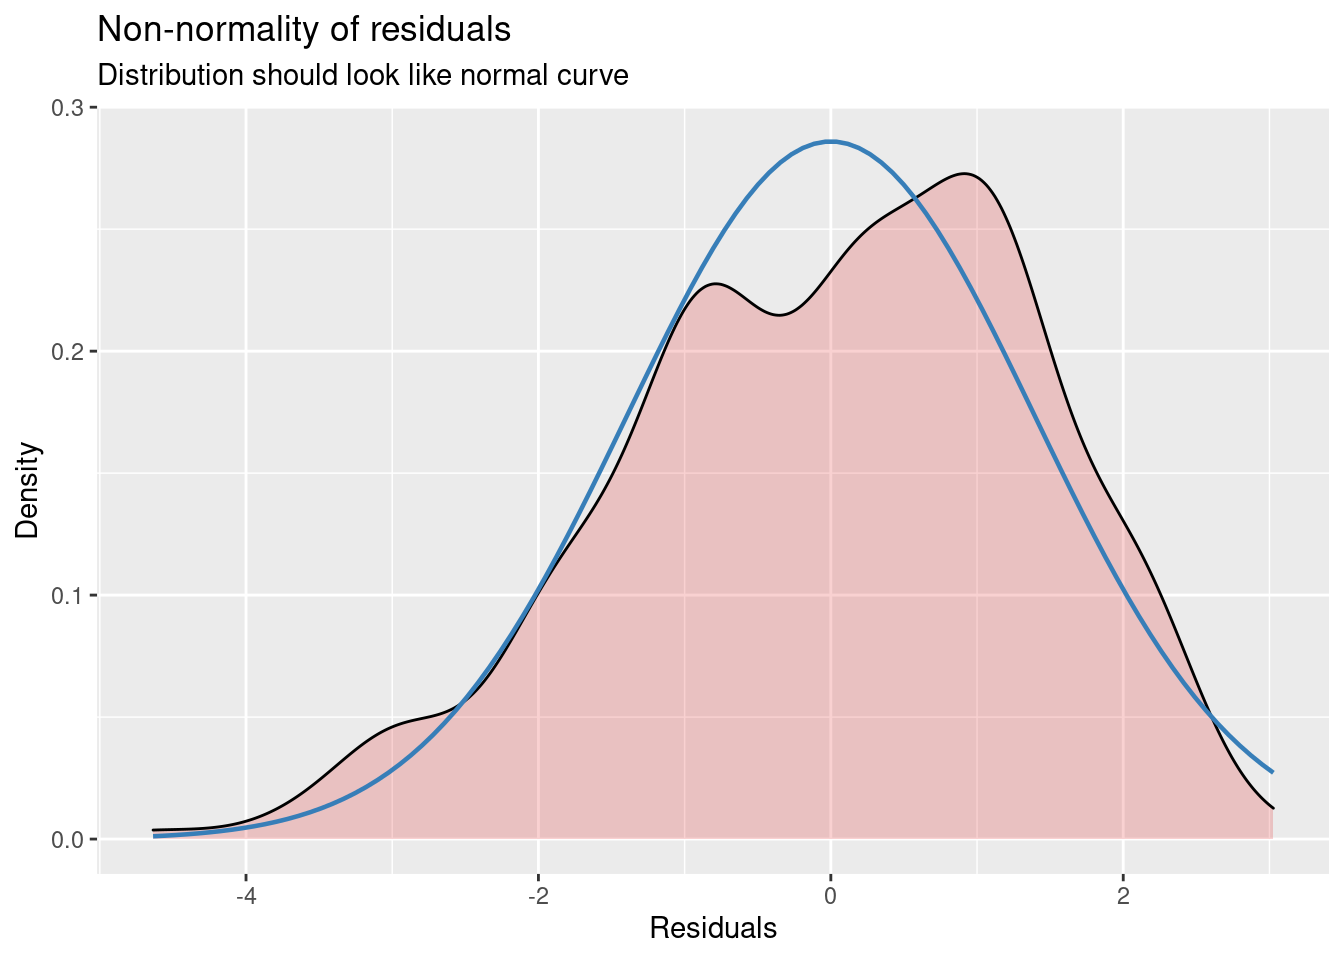 Non-normality of residuals
Distribution should look like normal curve
0.3
0.2
0.1
0.0
Density
-4
-2
0
2
Residuals